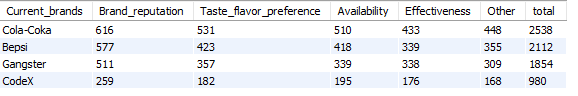 Current_brands Brand_reputation Taste_flavor_preference Availability Effectiveness Other total
Cola-Coka 616 531 510 433 448 2538
Bepsi 577 423 418 339 355 2112
Gangster 511 357 339 338 309 1854
CodeX 259 182 195 176 168 980